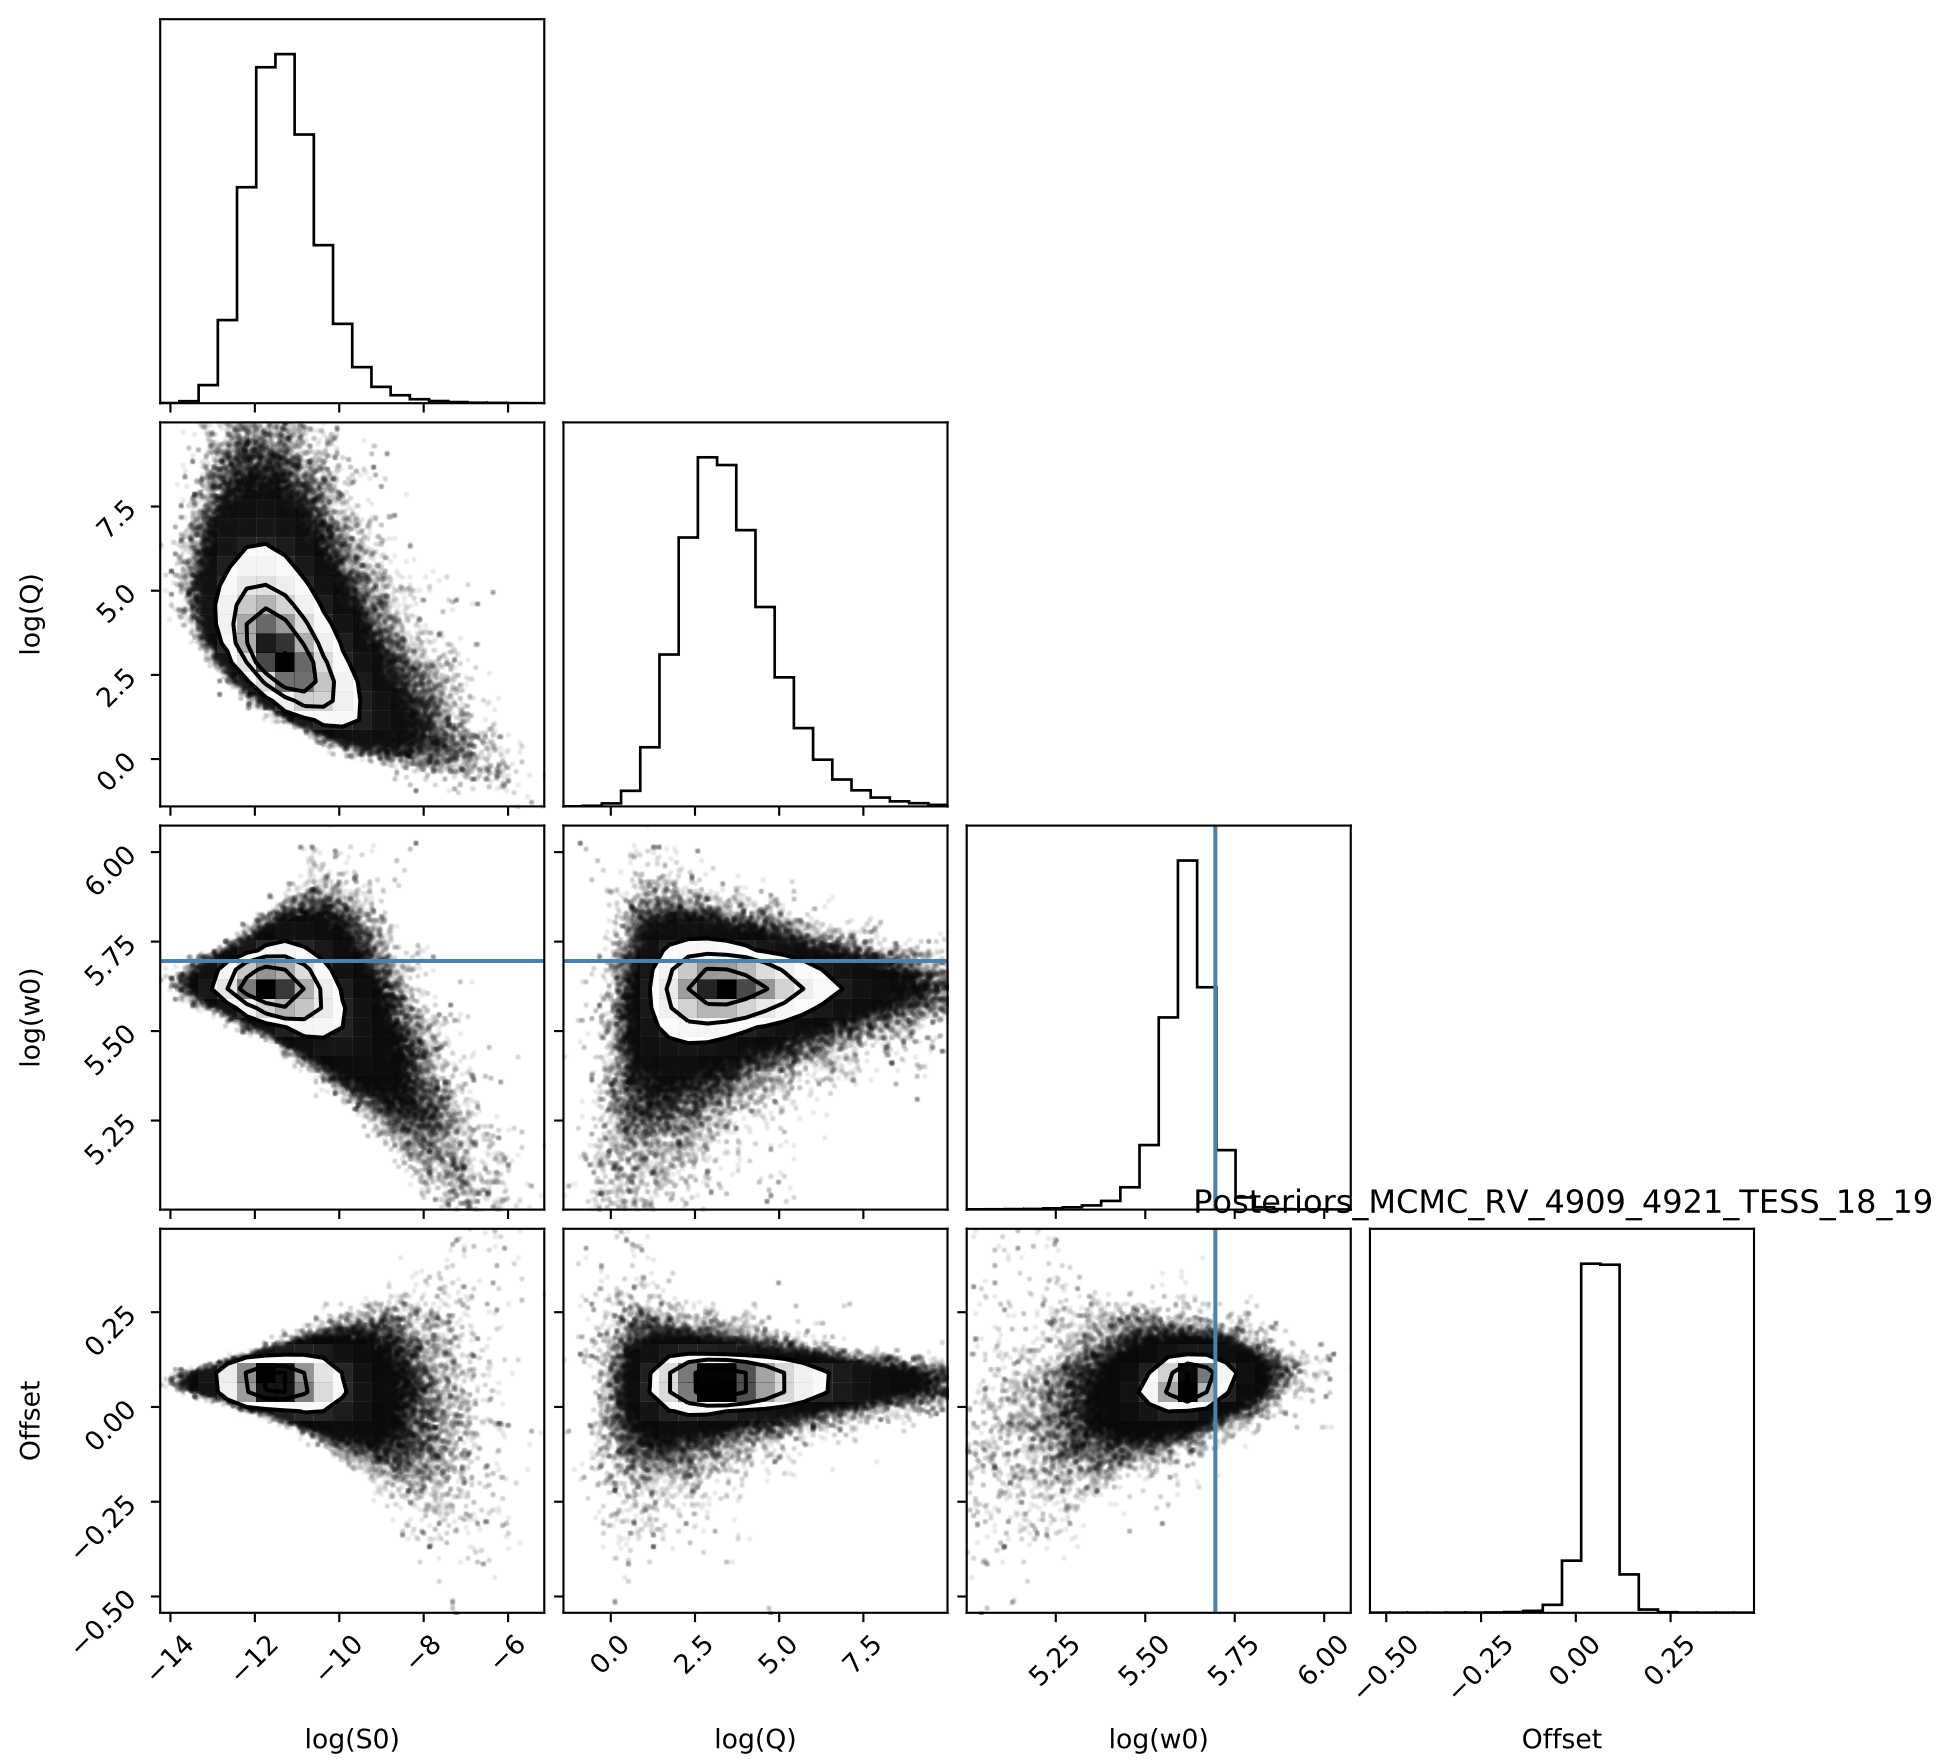 7.5
5.0
2.5
0.0
log(Q)
6.00
5.75
5.50
5.25
log(w0)
Posteriors_MCMC_RV_4909_4921_TESS_18_19
0.25
0.00
−0.25
−0.50
Offset
−14 −12 −10 −8 −6
0.0 2.5 5.0 7.5
5.25 5.50 5.75 6.00
−0.50 −0.25 0.00 0.25
log(S0) log(Q) log(w0) Offset